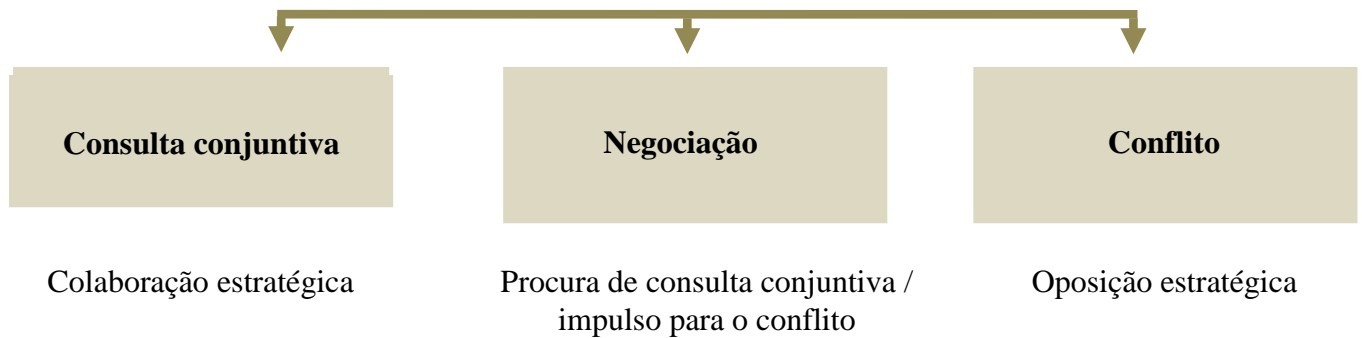 Consulta conjuntiva
Negociação
Conflito
Colaboração estratégica
Procura de consulta conjuntiva /
impulso para o conflito
Oposição estratégica